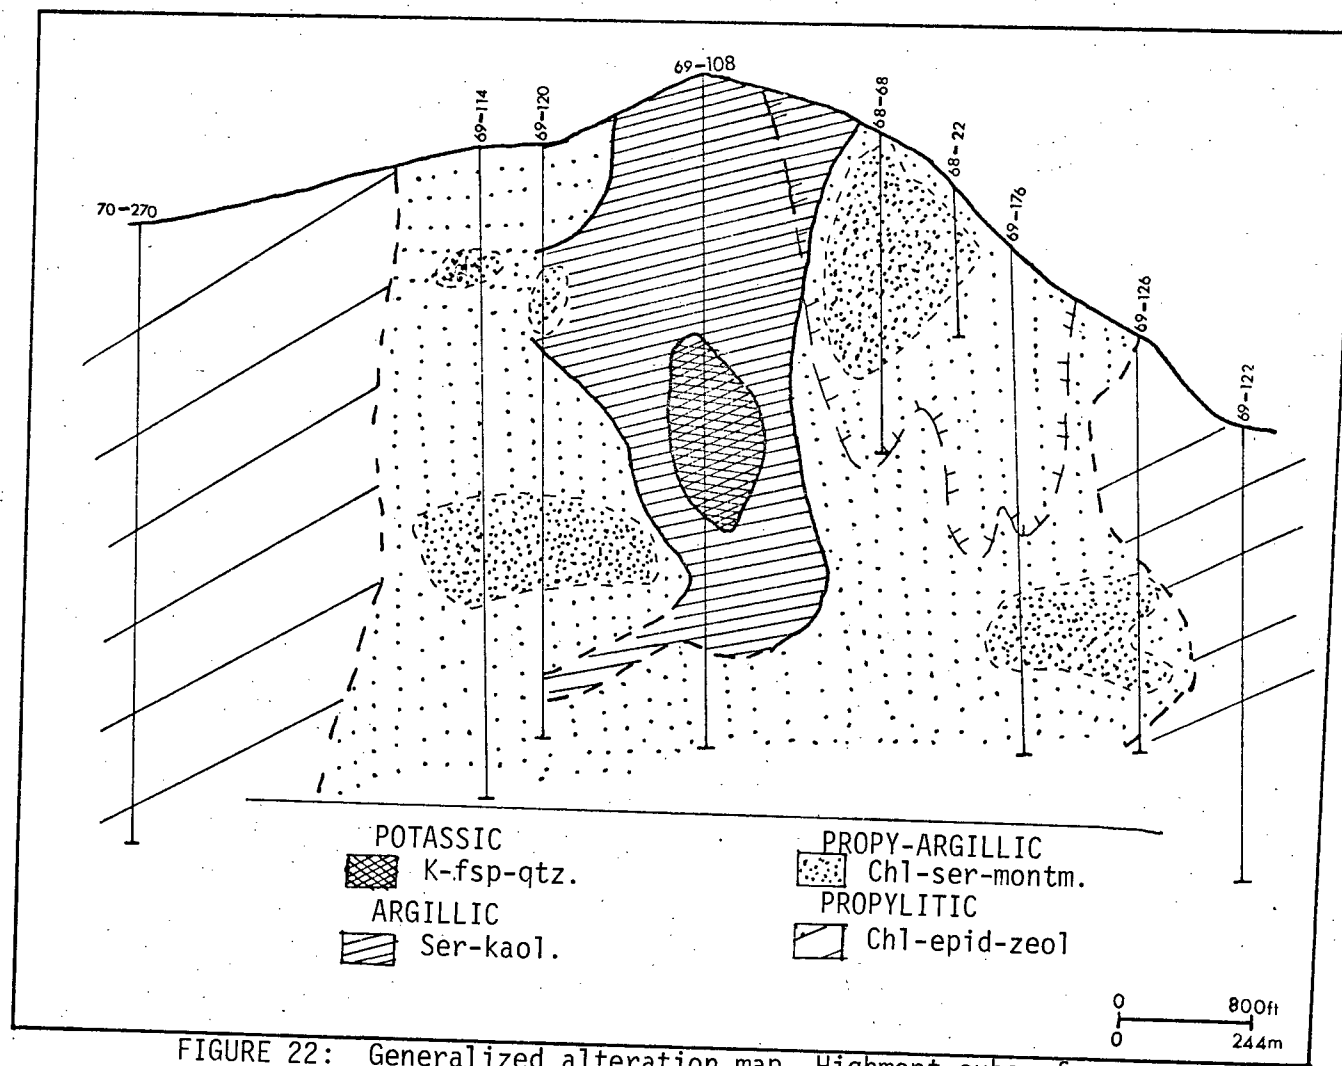 69-108
69-114
69-120
68-68
68-22
70-270
69-176
69-126
69-122
POTASSIC
K-fsp-qtz.
ARGILLIC
Ser-kaol.
PROPY-ARGILLIC
Chl-ser-montm.
PROPYLITIC
Chl-epid-zeol
0 800ft
0 244m
FIGURE 22: Generalized alteration map, Highmont